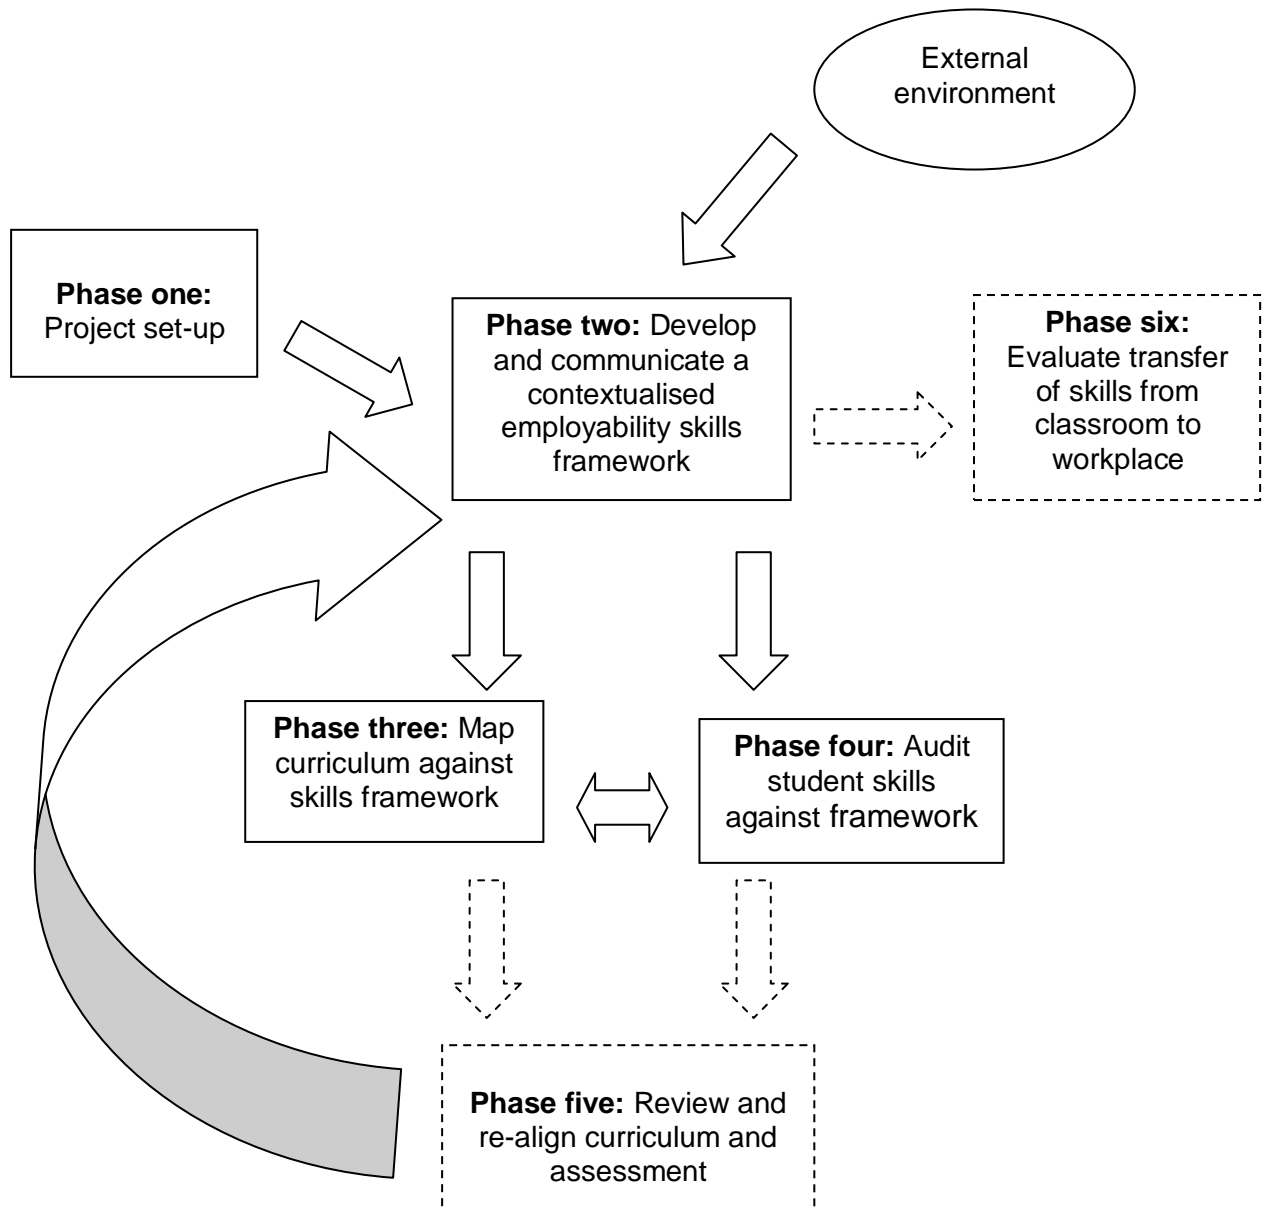 External
environment
Phase one:
Project set-up
Phase two: Develop
and communicate a
contextualised
employability skills
framework
Phase six:
Evaluate transfer
of skills from
classroom to
workplace
Phase three: Map
curriculum against
skills framework
Phase four: Audit
student skills
against framework
Phase five: Review and
re-align curriculum and
assessment